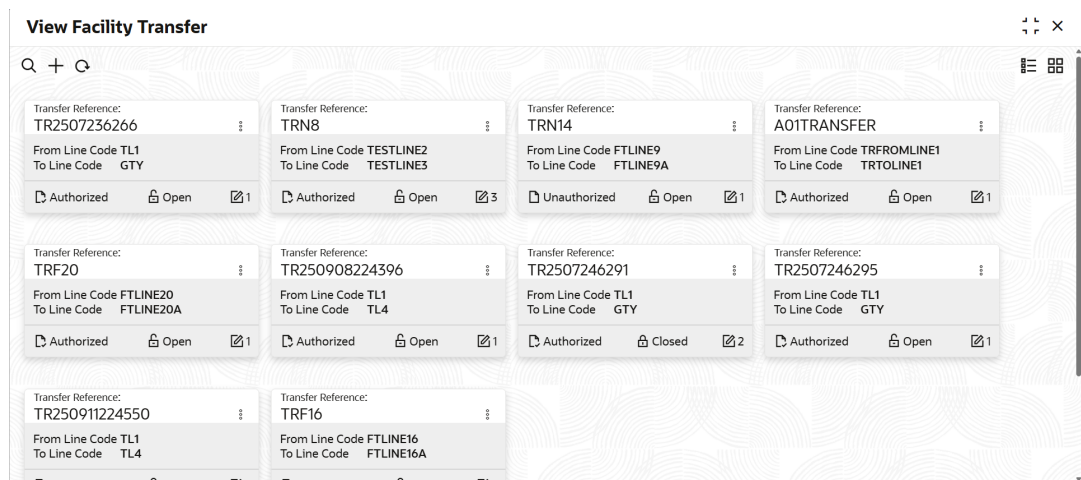 View Facility Transfer
Transfer Reference:
TR2507236266
From Line Code TL1
To Line Code GTY
Authorized Open 1
Transfer Reference:
TRN8
From Line Code TESTLINE2
To Line Code TESTLINE3
Authorized Open 3
Transfer Reference:
TRN14
From Line Code FTLINE9
To Line Code FTLINE9A
Unauthorized Open 1
Transfer Reference:
A01TRANSFER
From Line Code TRFROMLINE1
To Line Code TRTOLINE1
Authorized Open 1
Transfer Reference:
TRF20
From Line Code FTLINE20
To Line Code FTLINE20A
Authorized Open 1
Transfer Reference:
TR250908224396
From Line Code TL1
To Line Code TL4
Authorized Open 1
Transfer Reference:
TR2507246291
From Line Code TL1
To Line Code GTY
Authorized Closed 2
Transfer Reference:
TR2507246295
From Line Code TL1
To Line Code GTY
Authorized Open 1
Transfer Reference:
TR250911224550
From Line Code TL1
To Line Code TL4
Transfer Reference:
TRF16
From Line Code FTLINE16
To Line Code FTLINE16A